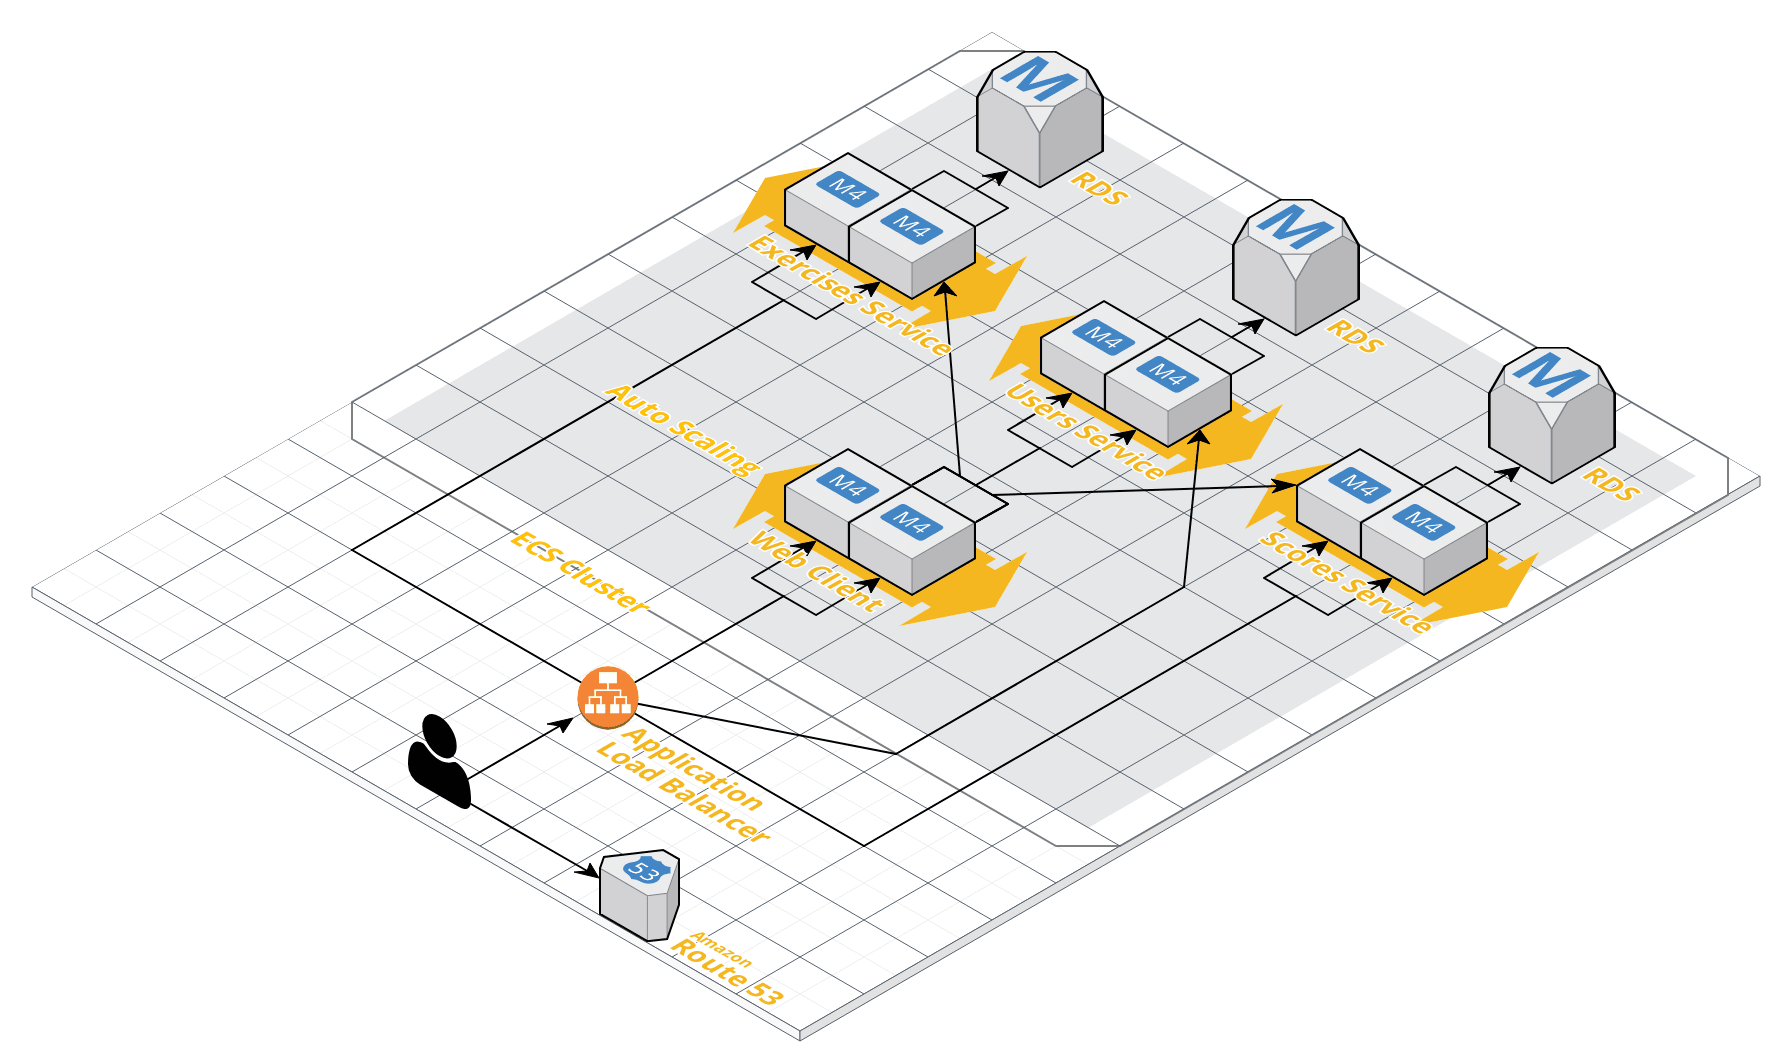 M
RDS
M4
M4
Exercises Service
M
RDS
M4
M4
Users Service
M
RDS
Auto Scaling
M4
M4
Web Client
M4
M4
Scores Service
ECS Cluster
Application
Load Balancer
53
Amazon
Route 53